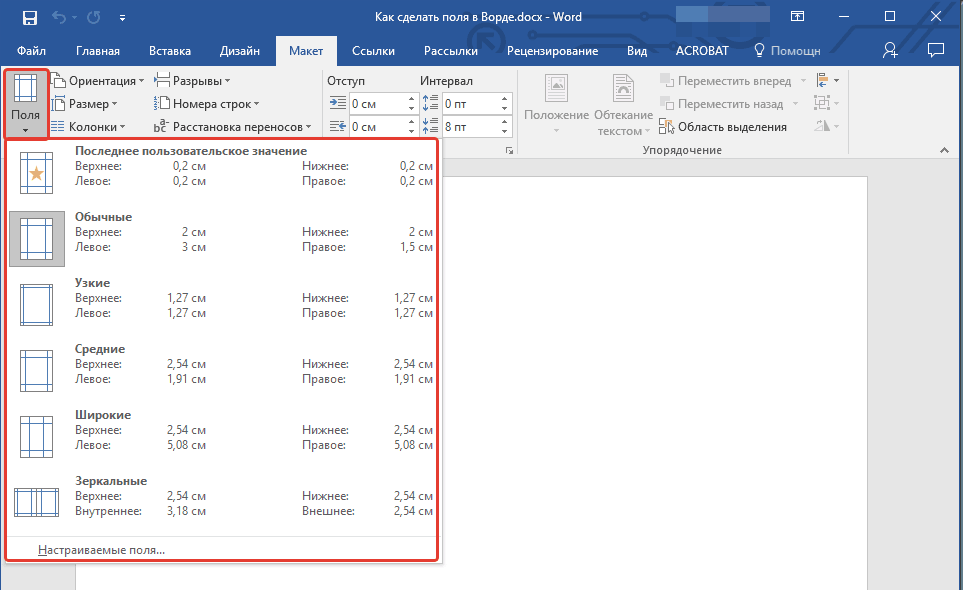 Как сделать поля в Ворде.docx - Word
Файл Главная Вставка Дизайн Макет Ссылки Рассылки Рецензирование Вид ACROBAT Помощн
Поля
Ориентация
Размер
Колонки
Разрывы
Номера строк
Расстановка переносов
Отступ Интервал
0 см 0 пт
0 см 8 пт
Положение
Обтекание
текстом
Переместить вперед
Переместить назад
Область выделения
Упорядочение
Последнее пользовательское значение
Верхнее: 0,2 см Нижнее: 0,2 см
Левое: 0,2 см Правое: 0,2 см
Обычные
Верхнее: 2 см Нижнее: 2 см
Левое: 3 см Правое: 1,5 см
Узкие
Верхнее: 1,27 см Нижнее: 1,27 см
Левое: 1,27 см Правое: 1,27 см
Средние
Верхнее: 2,54 см Нижнее: 2,54 см
Левое: 1,91 см Правое: 1,91 см
Широкие
Верхнее: 2,54 см Нижнее: 2,54 см
Левое: 5,08 см Правое: 5,08 см
Зеркальные
Верхнее: 2,54 см Нижнее: 2,54 см
Внутреннее: 3,18 см Внешнее: 2,54 см
Настраиваемые поля...